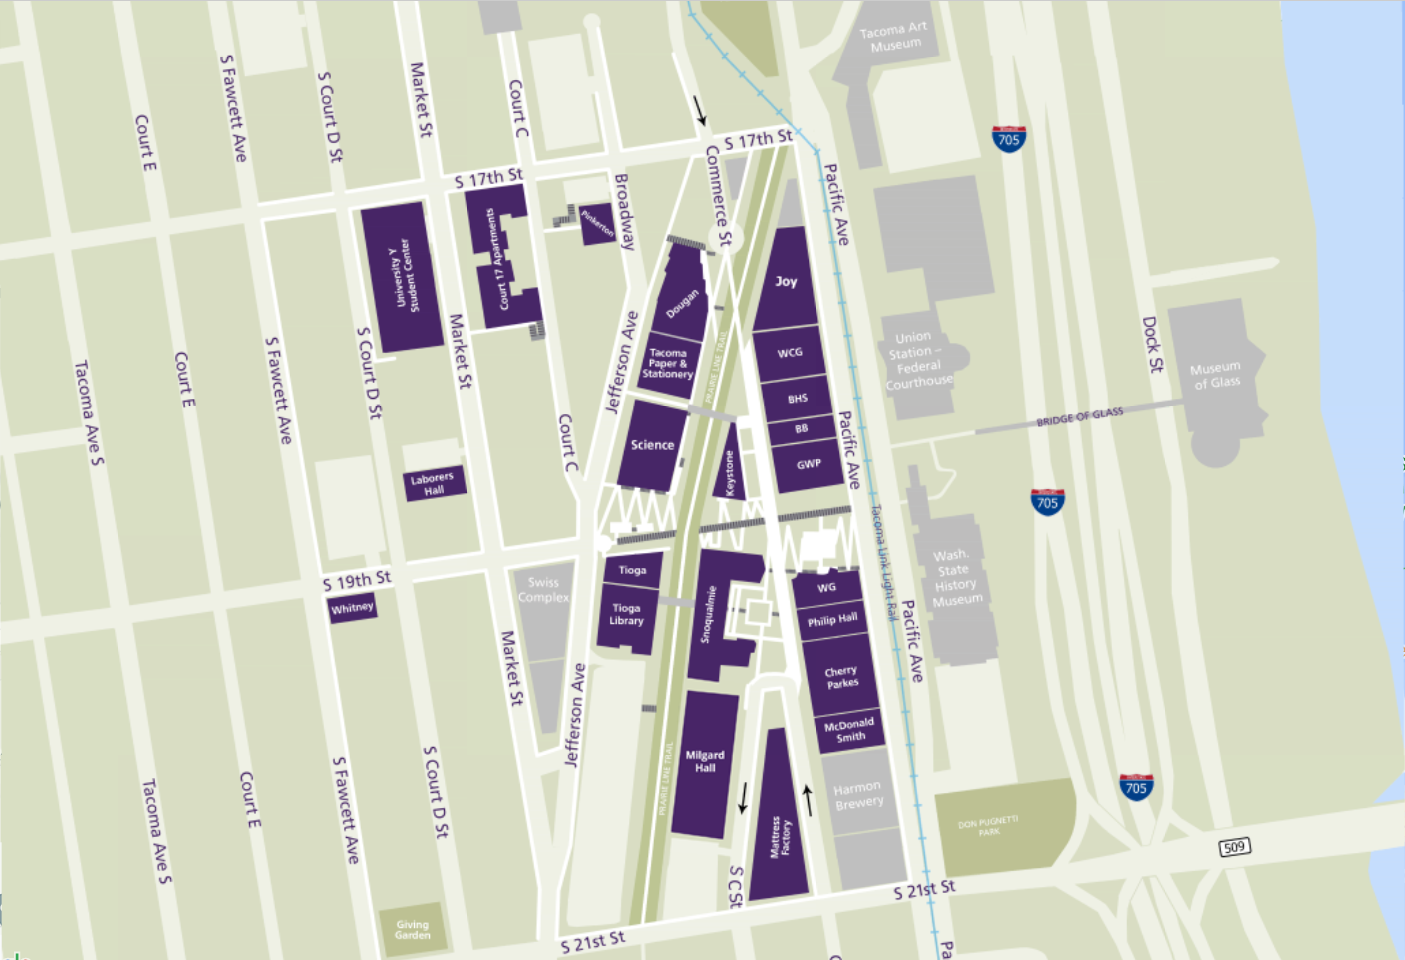 Tacoma Art
Museum
S Fawcett Ave
Market St
S Court D St
Court C
Court E
705
S 17th St
Commerce St
S 17th St
Broadway
Pacific Ave
Pinkerton
Court 17 Apartments
University Y
Student Center
Joy
Dougan
Union
Station –
Federal
Courthouse
Dock St
Museum
of Glass
Tacoma
Paper &
Stationery
WCG
PRAIRIE LINE TRAIL
Jefferson Ave
Market St
S Court D St
S Fawcett Ave
Court E
Tacoma Ave S
BHS
BB
GWP
BRIDGE OF GLASS
Pacific Ave
Court C
Science
Keystone
Laborers
Hall
705
Tacoma Link Light Rail
Wash.
State
History
Museum
S 19th St
Swiss
Complex
Tioga
Tioga
Library
Snoqualmie
WG
Philip Hall
Whitney
Pacific Ave
Cherry
Parkes
McDonald
Smith
Market St
Jefferson Ave
Milgard
Hall
PRAIRIE LINE TRAIL
Harmon
Brewery
705
S Court D St
Court E
S Fawcett Ave
Tacoma Ave S
Mattress
Factory
DON PUGNETTI
PARK
509
S C St
S 21st St
Giving
Garden
S 21st St
Pa